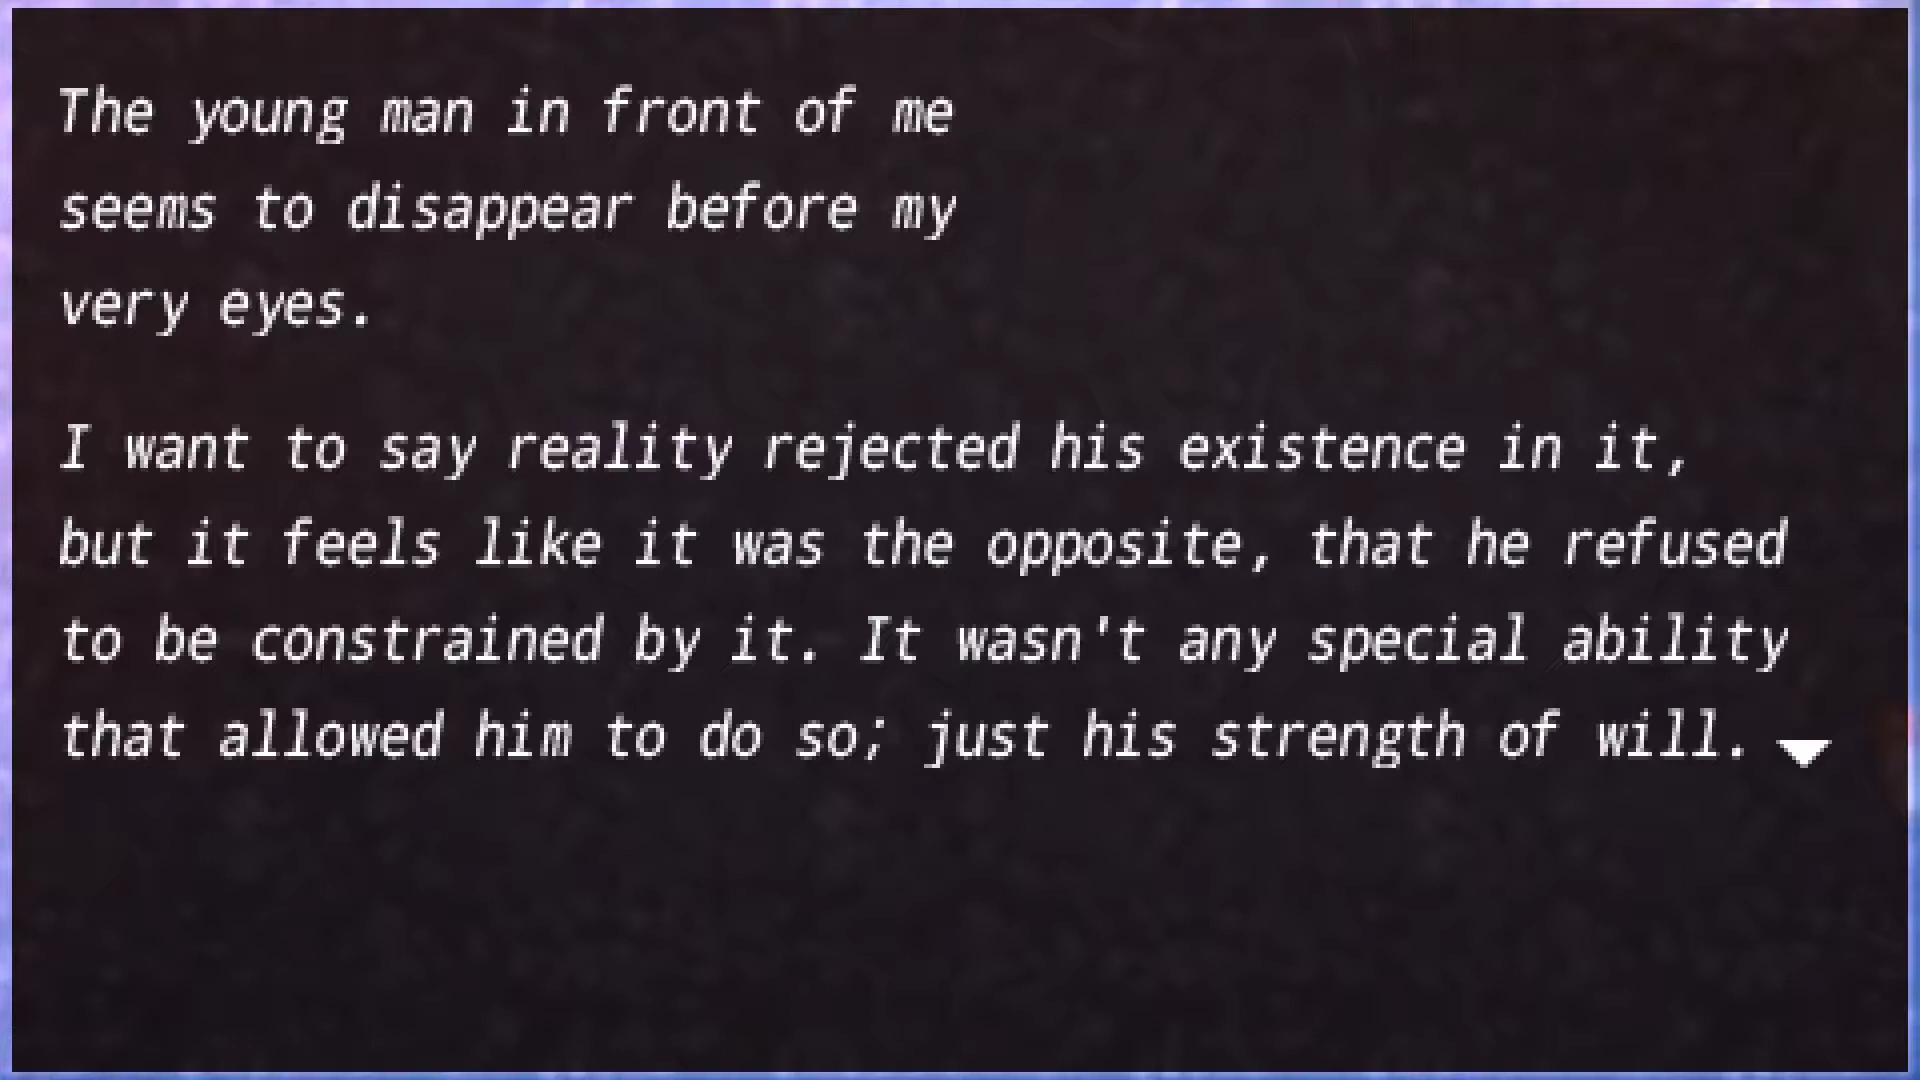 The young man in front of me
seems to disappear before my
very eyes.
I want to say reality rejected his existence in it,
but it feels like it was the opposite, that he refused
to be constrained by it. It wasn't any special ability
that allowed him to do so; just his strength of will.